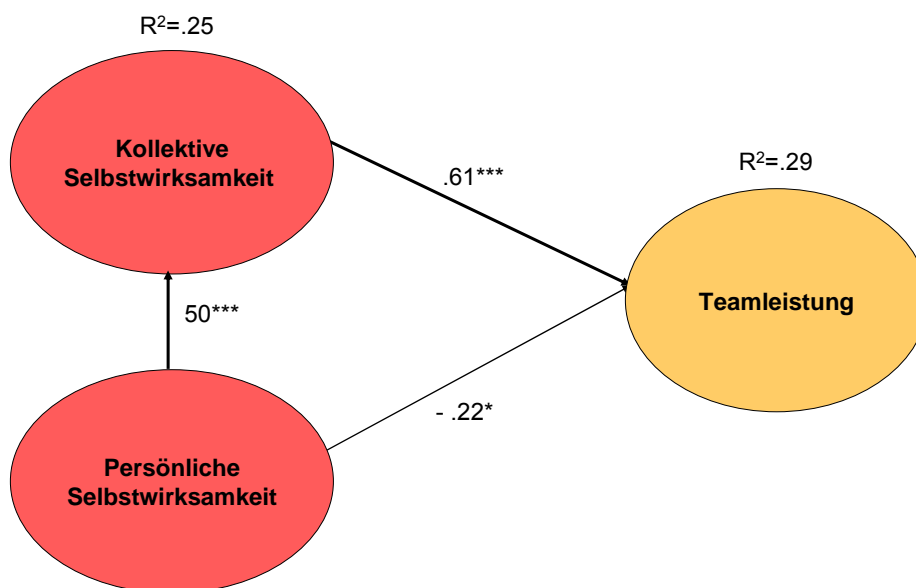 R²=.25
Kollektive
Selbstwirksamkeit
.61***
R²=.29
Teamleistung
50***
- .22*
Persönliche
Selbstwirksamkeit